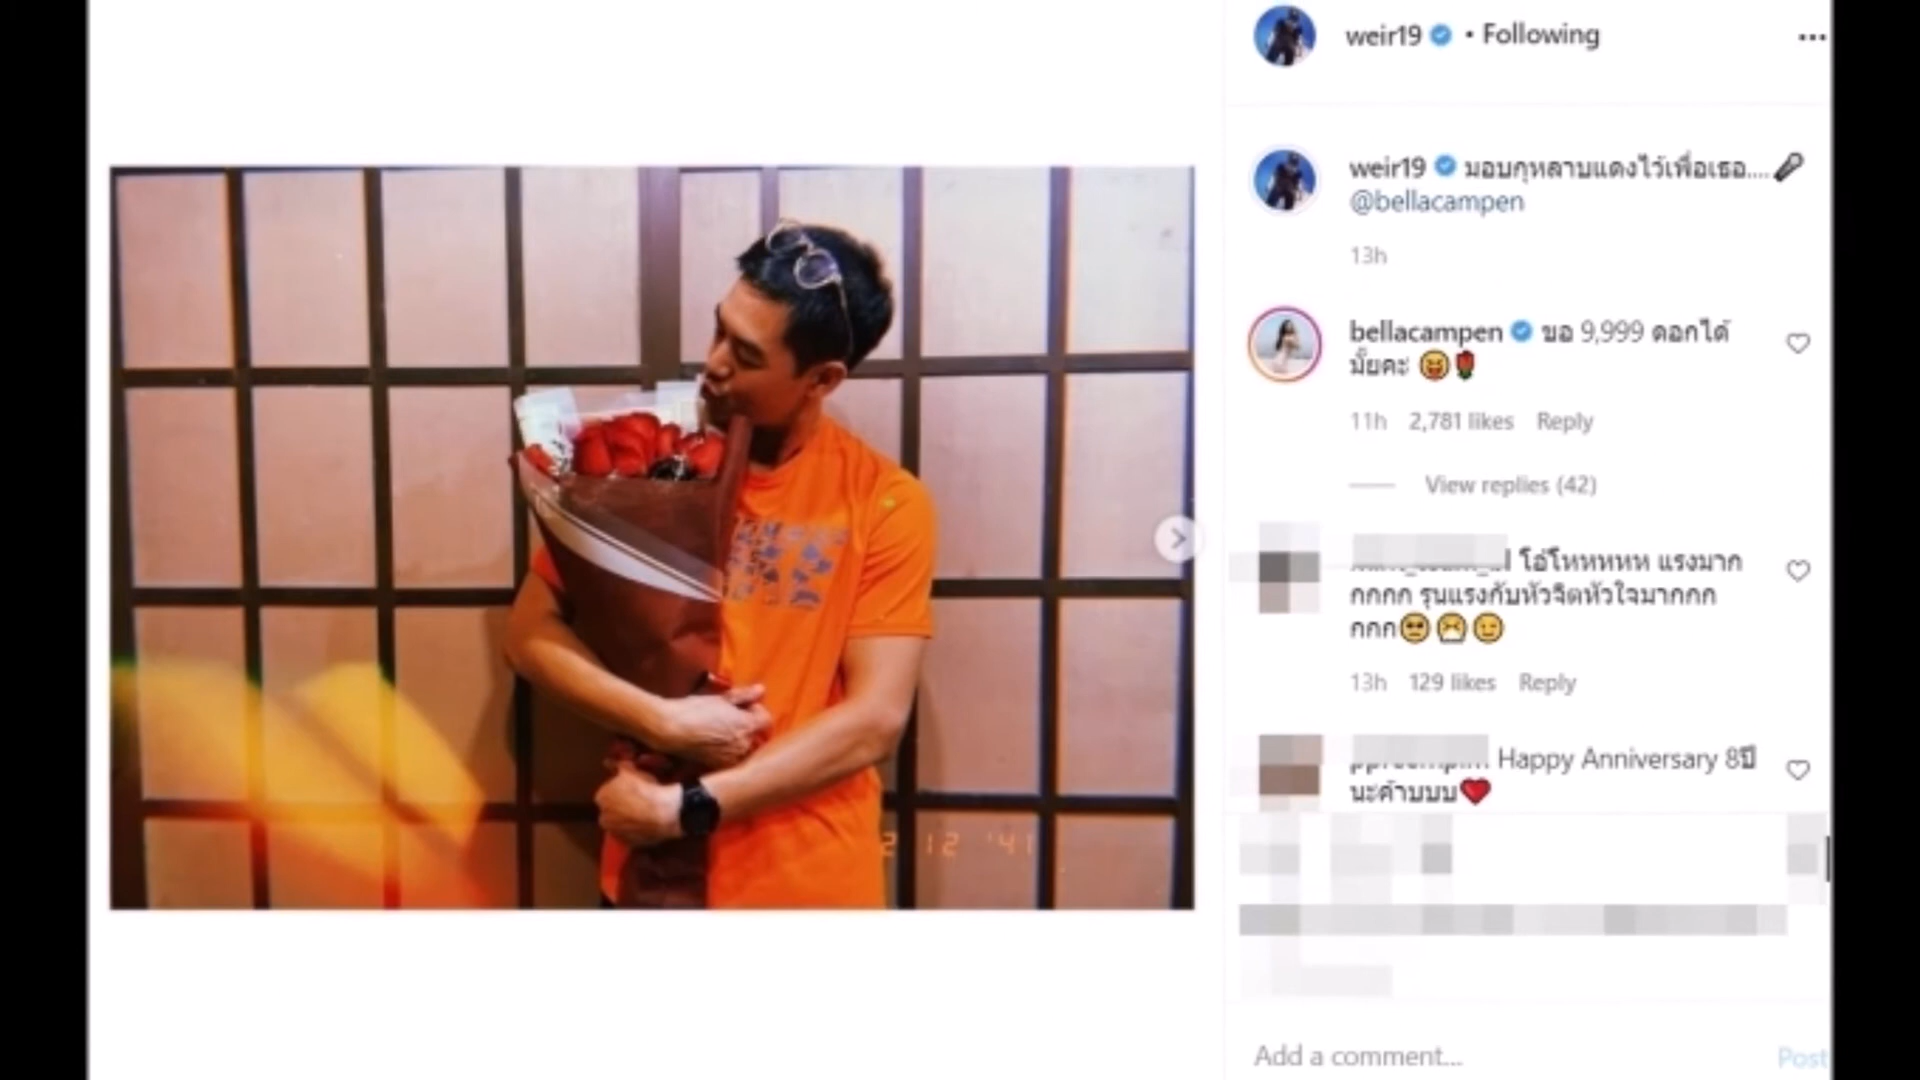 weir19 • Following
weir19 มอบกุหลาบแดงไว้เพื่อเธอ....🎤
@bellacampen
13h
bellacampen ขอ 9,999 ดอกได้
มั้ยคะ 😝🌹
11h 2,781 likes Reply
View replies (42)
โอ่โหหหหห แรงมาก
กกกก รุนแรงกับหัวจิตหัวใจมากกก
กกก
13h 129 likes Reply
Happy Anniversary 8ปี
นะค้าบบบ❤️
Add a comment...
Post
2 12 '41